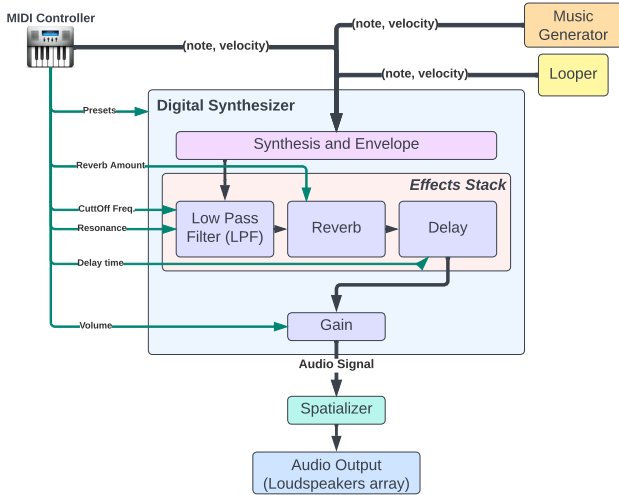 MIDI Controller
(note, velocity)
Music
Generator
(note, velocity)
(note, velocity)
Looper
Presets
Digital Synthesizer
Synthesis and Envelope
Reverb Amount
Effects Stack
CuttOff Freq.
Resonance
Low Pass
Filter (LPF)
Reverb
Delay
Delay time
Volume
Gain
Audio Signal
Spatializer
Audio Output
(Loudspeakers array)